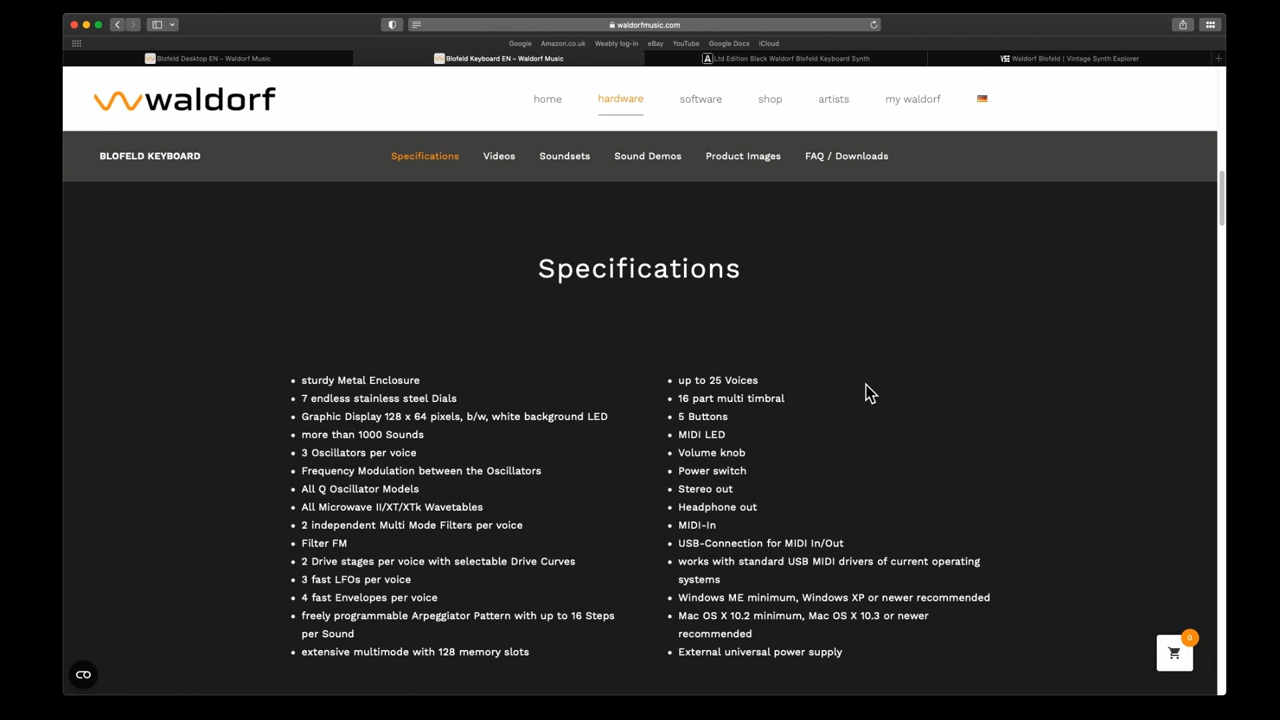 waldorfmusic.com
Google Amazon.co.uk Weebly log-in eBay YouTube Google Docs iCloud
Blofeld Desktop EN – Waldorf Music
Blofeld Keyboard EN – Waldorf Music
Ltd Edition Black Waldorf Blofeld Keyboard Synth
VSE Waldorf Blofeld | Vintage Synth Explorer
waldorf
home hardware software shop artists my waldorf
BLOFELD KEYBOARD
Specifications Videos Soundsets Sound Demos Product Images FAQ / Downloads
Specifications
• sturdy Metal Enclosure
• 7 endless stainless steel Dials
• Graphic Display 128 x 64 pixels, b/w, white background LED
• more than 1000 Sounds
• 3 Oscillators per voice
• Frequency Modulation between the Oscillators
• All Q Oscillator Models
• All Microwave II/XT/XTk Wavetables
• 2 independent Multi Mode Filters per voice
• Filter FM
• 2 Drive stages per voice with selectable Drive Curves
• 3 fast LFOs per voice
• 4 fast Envelopes per voice
• freely programmable Arpeggiator Pattern with up to 16 Steps
per Sound
• extensive multimode with 128 memory slots
• up to 25 Voices
• 16 part multi timbral
• 5 Buttons
• MIDI LED
• Volume knob
• Power switch
• Stereo out
• Headphone out
• MIDI-In
• USB-Connection for MIDI In/Out
• works with standard USB MIDI drivers of current operating
systems
• Windows ME minimum, Windows XP or newer recommended
• Mac OS X 10.2 minimum, Mac OS X 10.3 or newer
recommended
• External universal power supply
0